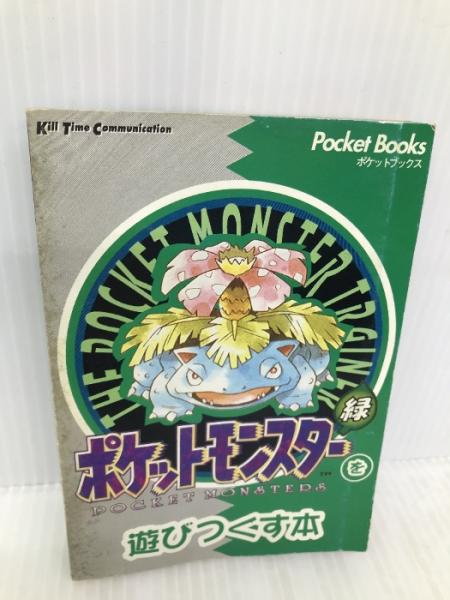 Kill Time Communication
Pocket Books
ポケットブックス
THE POCKET MONSTER TRAINER
ポケットモンスター 緑 を
TM
POCKET MONSTERS
遊びつくす本